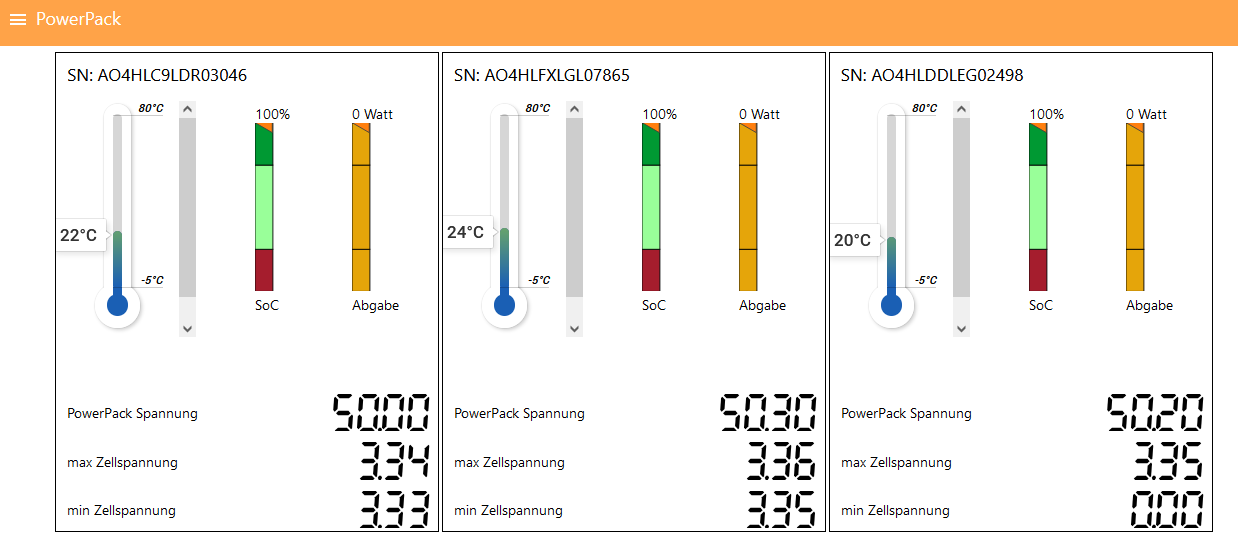 PowerPack
SN: AO4HLC9LDR03046
80°C
100%
0 Watt
22°C
-5°C
SoC
Abgabe
PowerPack Spannung 50.00
max Zellspannung 3.34
min Zellspannung 3.33
SN: AO4HLFXLGL07865
80°C
100%
0 Watt
24°C
-5°C
SoC
Abgabe
PowerPack Spannung 50.30
max Zellspannung 3.36
min Zellspannung 3.35
SN: AO4HLDDLEG02498
80°C
100%
0 Watt
20°C
-5°C
SoC
Abgabe
PowerPack Spannung 50.20
max Zellspannung 3.35
min Zellspannung 0.00